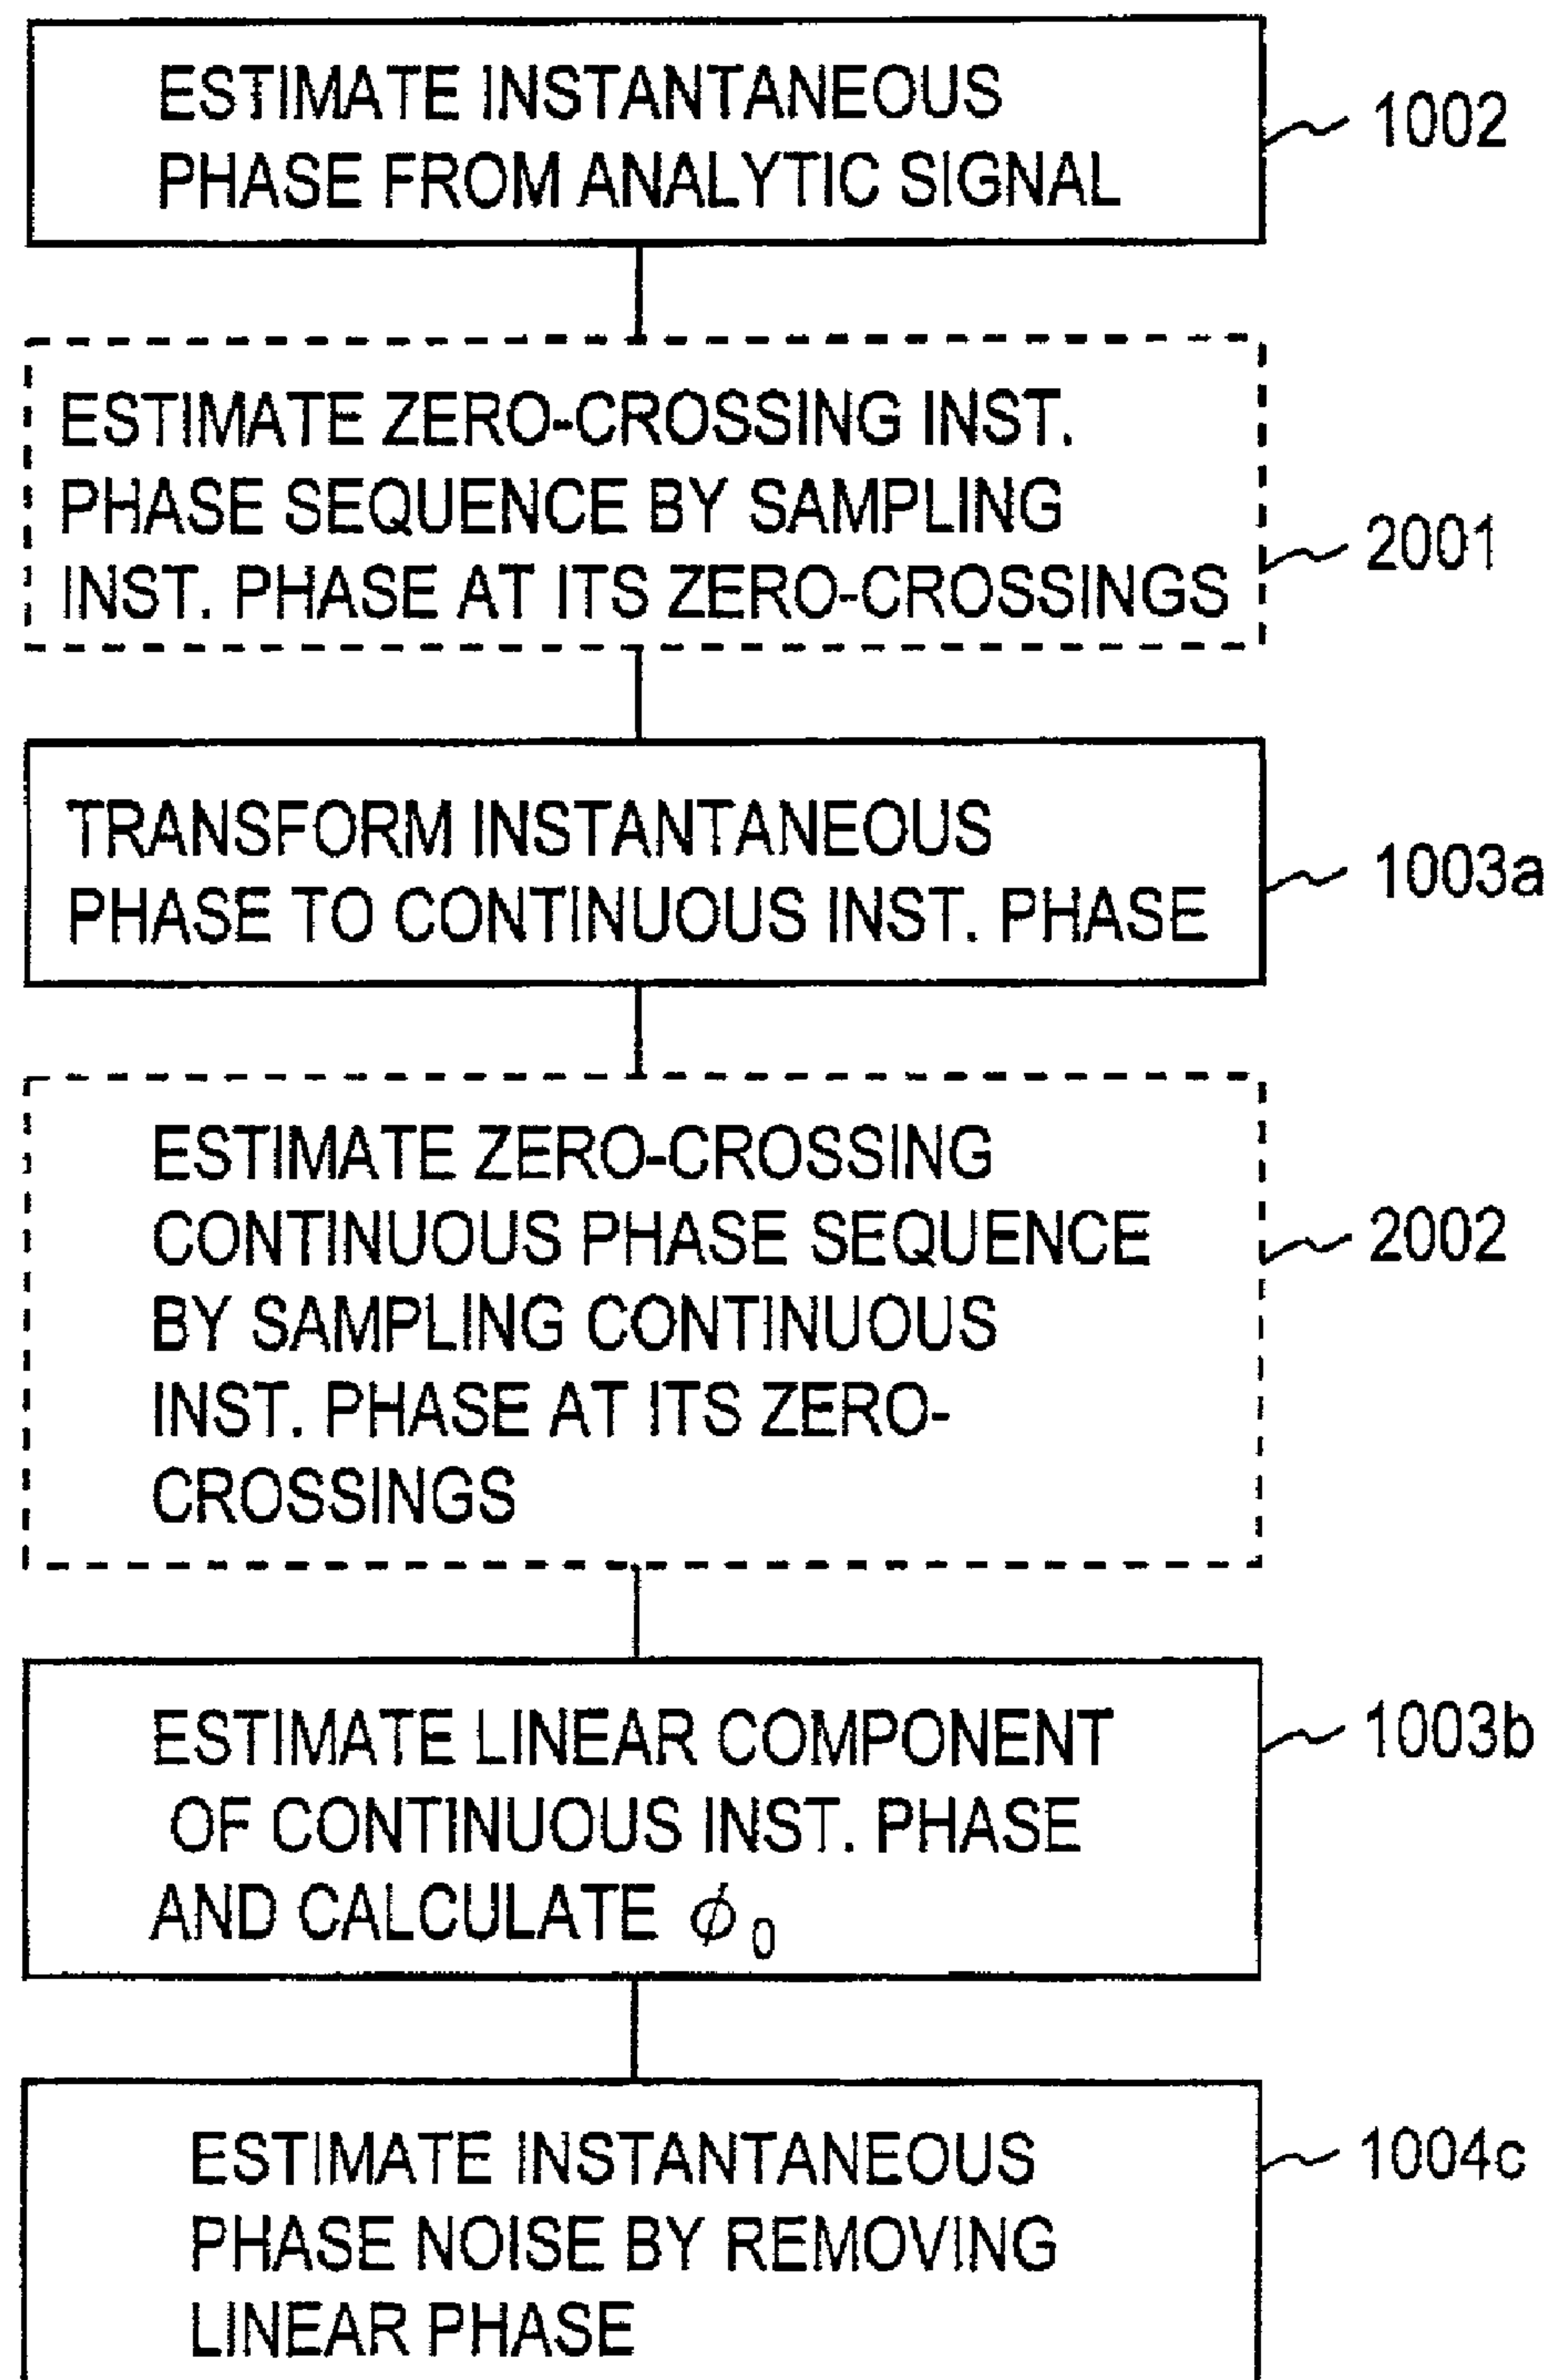 ESTIMATE INSTANTANEOUS
PHASE FROM ANALYTIC SIGNAL
1002
ESTIMATE ZERO-CROSSING INST.
PHASE SEQUENCE BY SAMPLING
INST. PHASE AT ITS ZERO-CROSSINGS
2001
TRANSFORM INSTANTANEOUS
PHASE TO CONTINUOUS INST. PHASE
1003a
ESTIMATE ZERO-CROSSING
CONTINUOUS PHASE SEQUENCE
BY SAMPLING CONTINUOUS
INST. PHASE AT ITS ZERO-
CROSSINGS
2002
ESTIMATE LINEAR COMPONENT
OF CONTINUOUS INST. PHASE
AND CALCULATE ϕ₀
1003b
ESTIMATE INSTANTANEOUS
PHASE NOISE BY REMOVING
LINEAR PHASE
1004c